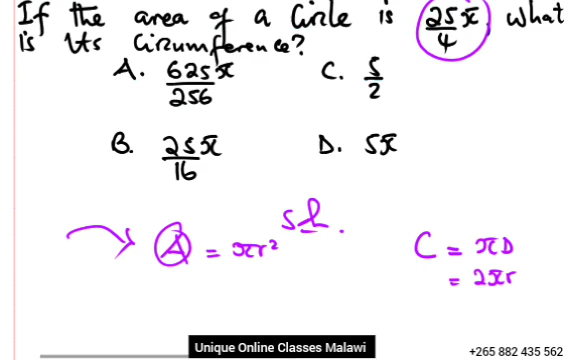 If the area of a Circle is 25π/4, what
is its Circumference?
A. 625π/256 C. 5/2
B. 25π/16 D. 5π
Sol.
A = πr² C = πD
= 2πr
Unique Online Classes Malawi
+265 882 435 562